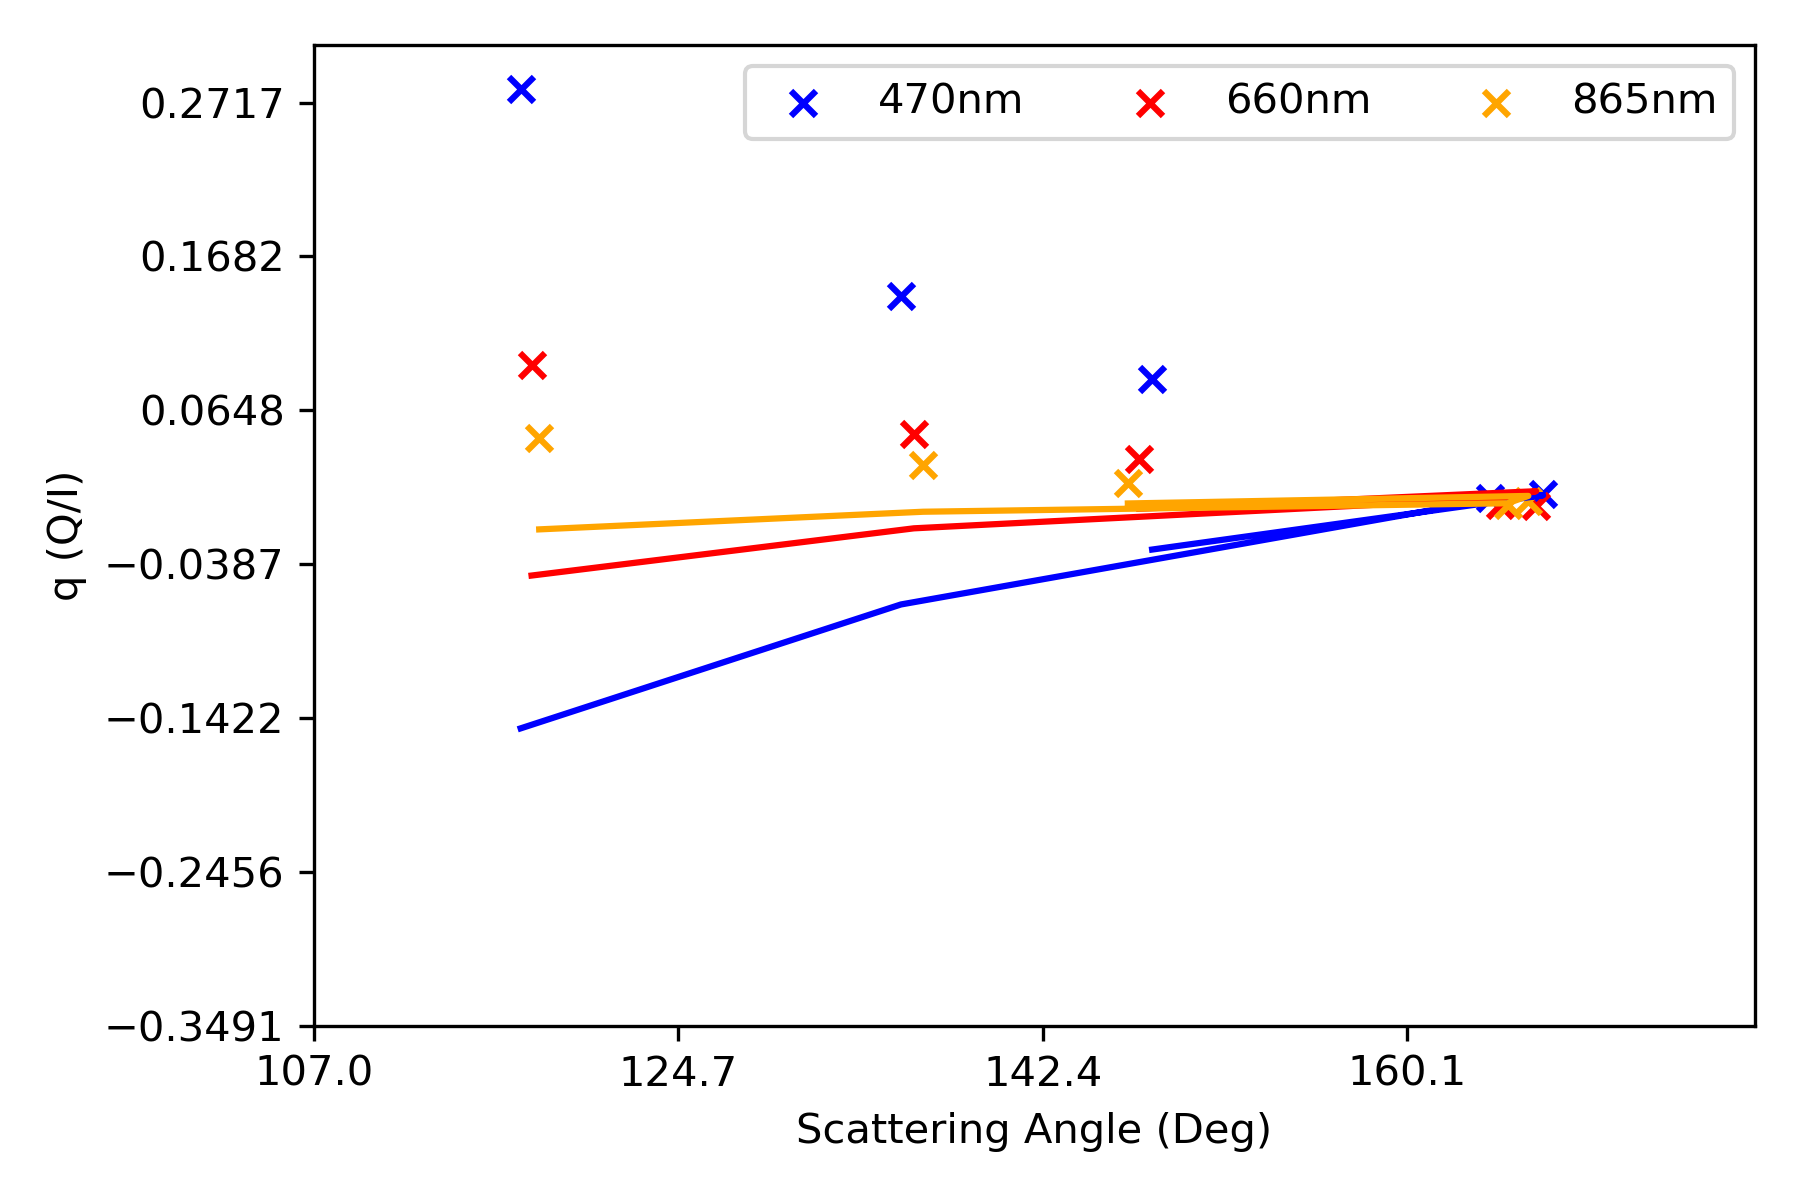 470nm 660nm 865nm
0.2717
0.1682
0.0648
−0.0387
−0.1422
−0.2456
−0.3491
q (Q/I)
107.0 124.7 142.4 160.1
Scattering Angle (Deg)